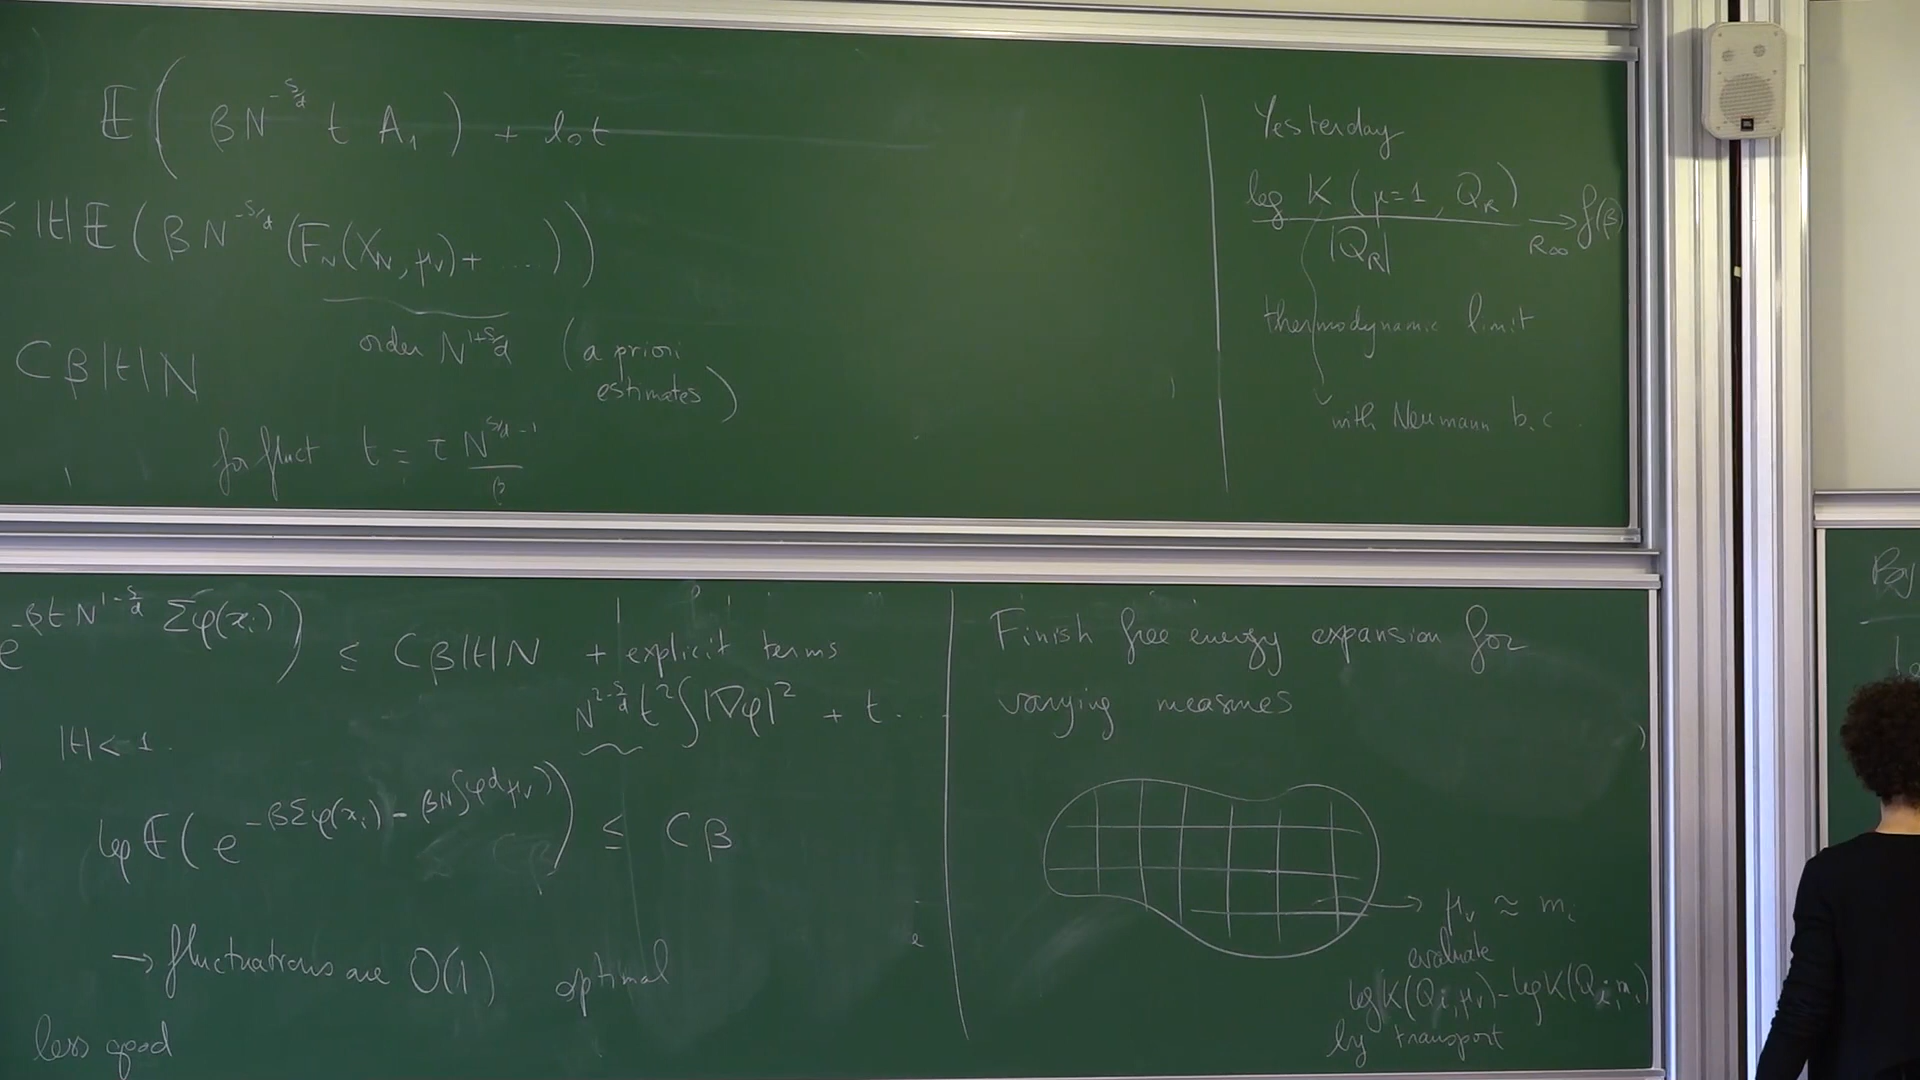 = 𝔼 ( β N^{-s/d} t A_1 ) + lot
≤ |t| 𝔼 ( β N^{-s/d} (F_N(X_N, μ_V) + ....) )
order N^{1+s/d} (a priori
estimates)
Cβ|t|N
for fluct t = τ N^{s/d-1} / β
Yesterday
log K (μ=1, Q_R) / |Q_R| → f(β)
R∞
thermodynamic limit
with Neumann b.c.
e^{-βtN^{1-s/d} Σφ(x_i)} ) ≤ Cβ|t|N + explicit terms
N^{2-s/d} t² ∫|∇φ|² + t ...
|t| < 1.
log 𝔼 ( e^{-βΣφ(x_i) - βN∫φdμ_V} ) ≤ Cβ
→ fluctuations are O(1) optimal
less good
Finish free energy expansion for
varying measures
→ μ_V ≈ m_i
evaluate
log K(Q_i, μ_V) - log K(Q_i, m_i)
by transport